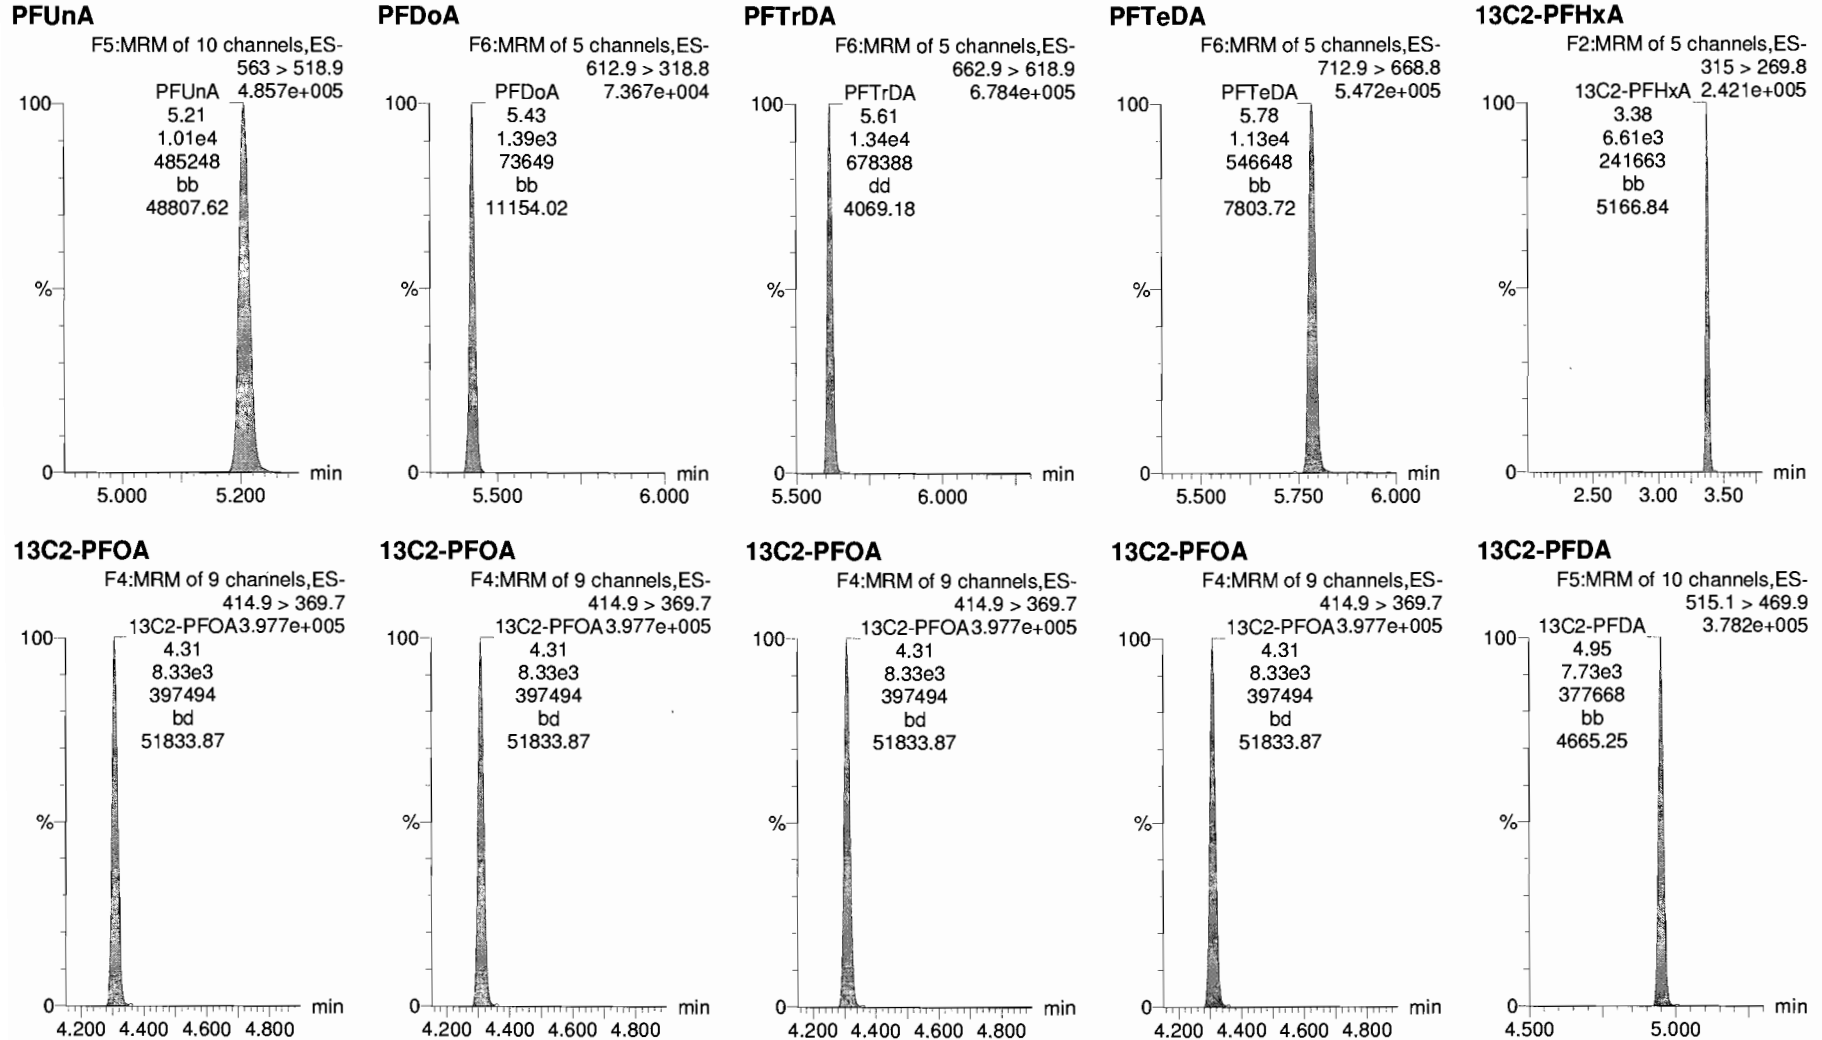 PFUnA
F5:MRM of 10 channels,ES-
563 > 518.9
PFUnA 4.857e+005
100
5.21
1.01e4
485248
bb
48807.62
%
0
min
5.000 5.200
PFDoA
F6:MRM of 5 channels,ES-
612.9 > 318.8
PFDoA 7.367e+004
100
5.43
1.39e3
73649
bb
11154.02
%
0
min
5.500 6.000
PFTrDA
F6:MRM of 5 channels,ES-
662.9 > 618.9
PFTrDA 6.784e+005
100
5.61
1.34e4
678388
dd
4069.18
%
0
min
5.500 6.000
PFTeDA
F6:MRM of 5 channels,ES-
712.9 > 668.8
PFTeDA 5.472e+005
100
5.78
1.13e4
546648
bb
7803.72
%
0
min
5.500 5.750 6.000
13C2-PFHxA
F2:MRM of 5 channels,ES-
315 > 269.8
13C2-PFHxA 2.421e+005
100
3.38
6.61e3
241663
bb
5166.84
%
0
min
2.50 3.00 3.50
13C2-PFOA
F4:MRM of 9 channels,ES-
414.9 > 369.7
13C2-PFOA3.977e+005
100
4.31
8.33e3
397494
bd
51833.87
%
0
min
4.200 4.400 4.600 4.800
13C2-PFOA
F4:MRM of 9 channels,ES-
414.9 > 369.7
13C2-PFOA3.977e+005
100
4.31
8.33e3
397494
bd
51833.87
%
0
min
4.200 4.400 4.600 4.800
13C2-PFOA
F4:MRM of 9 channels,ES-
414.9 > 369.7
13C2-PFOA3.977e+005
100
4.31
8.33e3
397494
bd
51833.87
%
0
min
4.200 4.400 4.600 4.800
13C2-PFOA
F4:MRM of 9 channels,ES-
414.9 > 369.7
13C2-PFOA3.977e+005
100
4.31
8.33e3
397494
bd
51833.87
%
0
min
4.200 4.400 4.600 4.800
13C2-PFDA
F5:MRM of 10 channels,ES-
515.1 > 469.9
13C2-PFDA 3.782e+005
100
4.95
7.73e3
377668
bb
4665.25
%
0
min
4.500 5.000